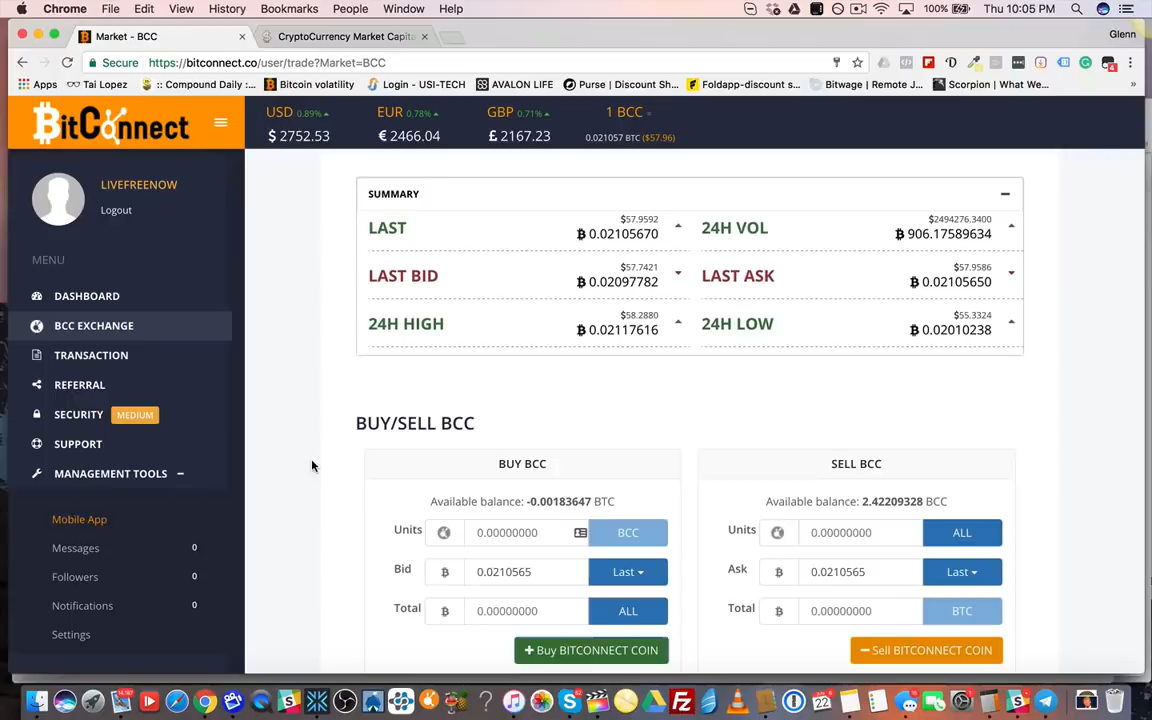 Chrome File Edit View History Bookmarks People Window Help 100% Thu 10:05 PM
Market - BCC CryptoCurrency Market Capita Glenn
Secure https://bitconnect.co/user/trade?Market=BCC
Apps Tai Lopez :: Compound Daily :... Bitcoin volatility Login - USI-TECH AVALON LIFE Purse | Discount Sh... Foldapp-discount s... Bitwage | Remote J... Scorpion | What We... »
BitConnect
USD 0.89% EUR 0.78% GBP 0.71% 1 BCC
$ 2752.53 € 2466.04 £ 2167.23 0.021057 BTC ($57.96)
LIVEFREENOW
Logout
MENU
DASHBOARD
BCC EXCHANGE
TRANSACTION
REFERRAL
SECURITY MEDIUM
SUPPORT
MANAGEMENT TOOLS −
Mobile App
Messages 0
Followers 0
Notifications 0
Settings
SUMMARY −
LAST $57.9592 0.02105670
24H VOL $2494276.3400 906.17589634
LAST BID $57.7421 0.02097782
LAST ASK $57.9586 0.02105650
24H HIGH $58.2880 0.02117616
24H LOW $55.3324 0.02010238
BUY/SELL BCC
BUY BCC
Available balance: -0.00183647 BTC
Units 0.00000000 BCC
Bid 0.0210565 Last
Total 0.00000000 ALL
+ Buy BITCONNECT COIN
SELL BCC
Available balance: 2.42209328 BCC
Units 0.00000000 ALL
Ask 0.0210565 Last
Total 0.00000000 BTC
− Sell BITCONNECT COIN